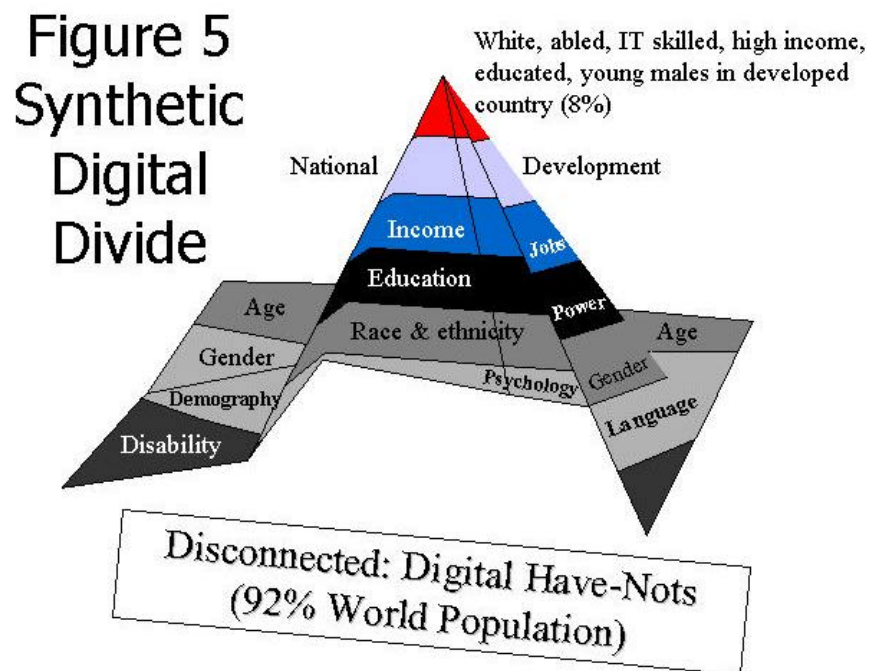 Figure 5
Synthetic
Digital
Divide
White, abled, IT skilled, high income,
educated, young males in developed
country (8%)
National
Development
Income
Jobs
Education
Power
Age
Race & ethnicity
Age
Gender
Psychology
Gender
Demography
Language
Disability
Disconnected: Digital Have-Nots
(92% World Population)